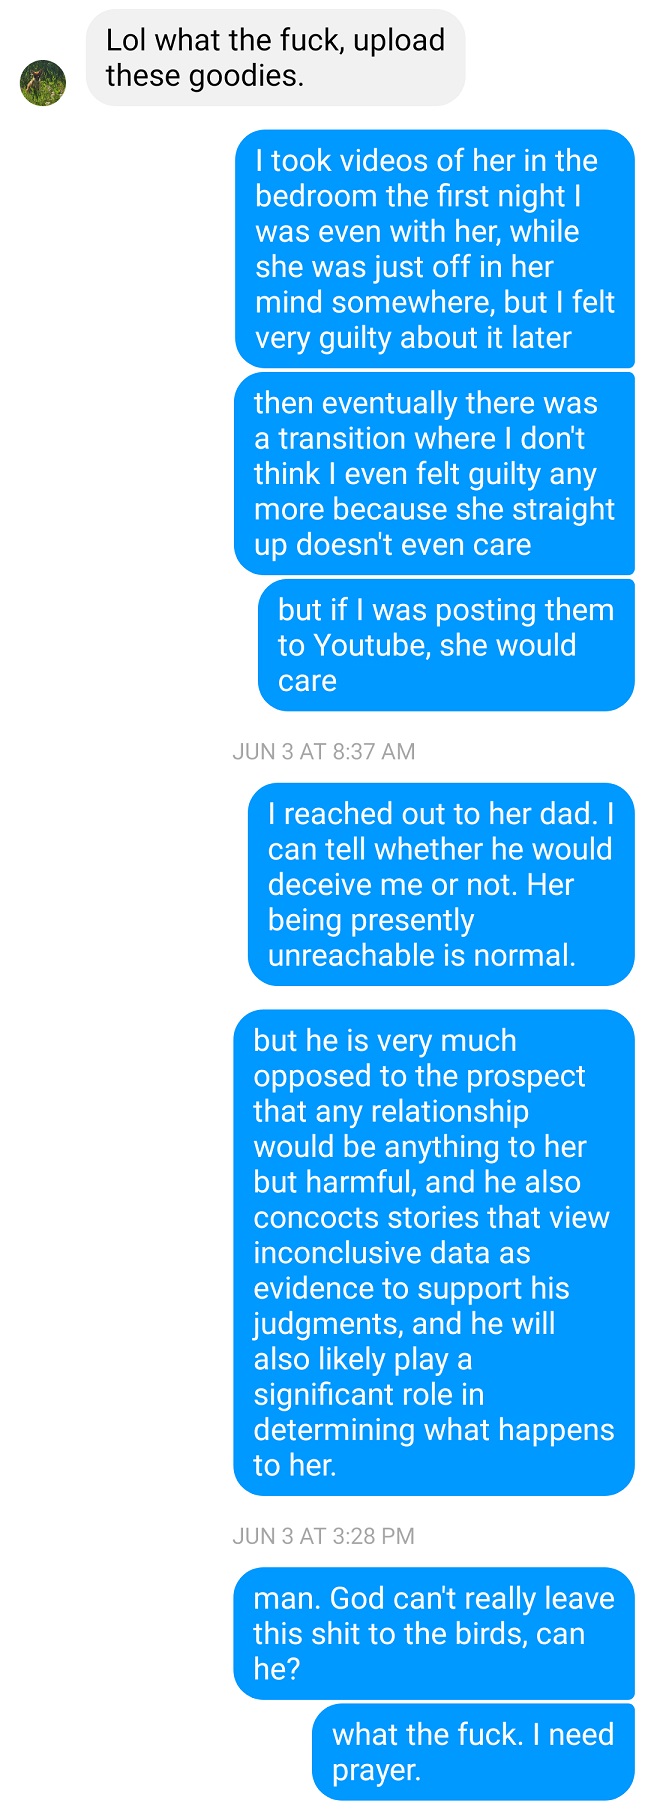 Lol what the fuck, upload
these goodies.
I took videos of her in the
bedroom the first night I
was even with her, while
she was just off in her
mind somewhere, but I felt
very guilty about it later
then eventually there was
a transition where I don't
think I even felt guilty any
more because she straight
up doesn't even care
but if I was posting them
to Youtube, she would
care
JUN 3 AT 8:37 AM
I reached out to her dad. I
can tell whether he would
deceive me or not. Her
being presently
unreachable is normal.
but he is very much
opposed to the prospect
that any relationship
would be anything to her
but harmful, and he also
concocts stories that view
inconclusive data as
evidence to support his
judgments, and he will
also likely play a
significant role in
determining what happens
to her.
JUN 3 AT 3:28 PM
man. God can't really leave
this shit to the birds, can
he?
what the fuck. I need
prayer.